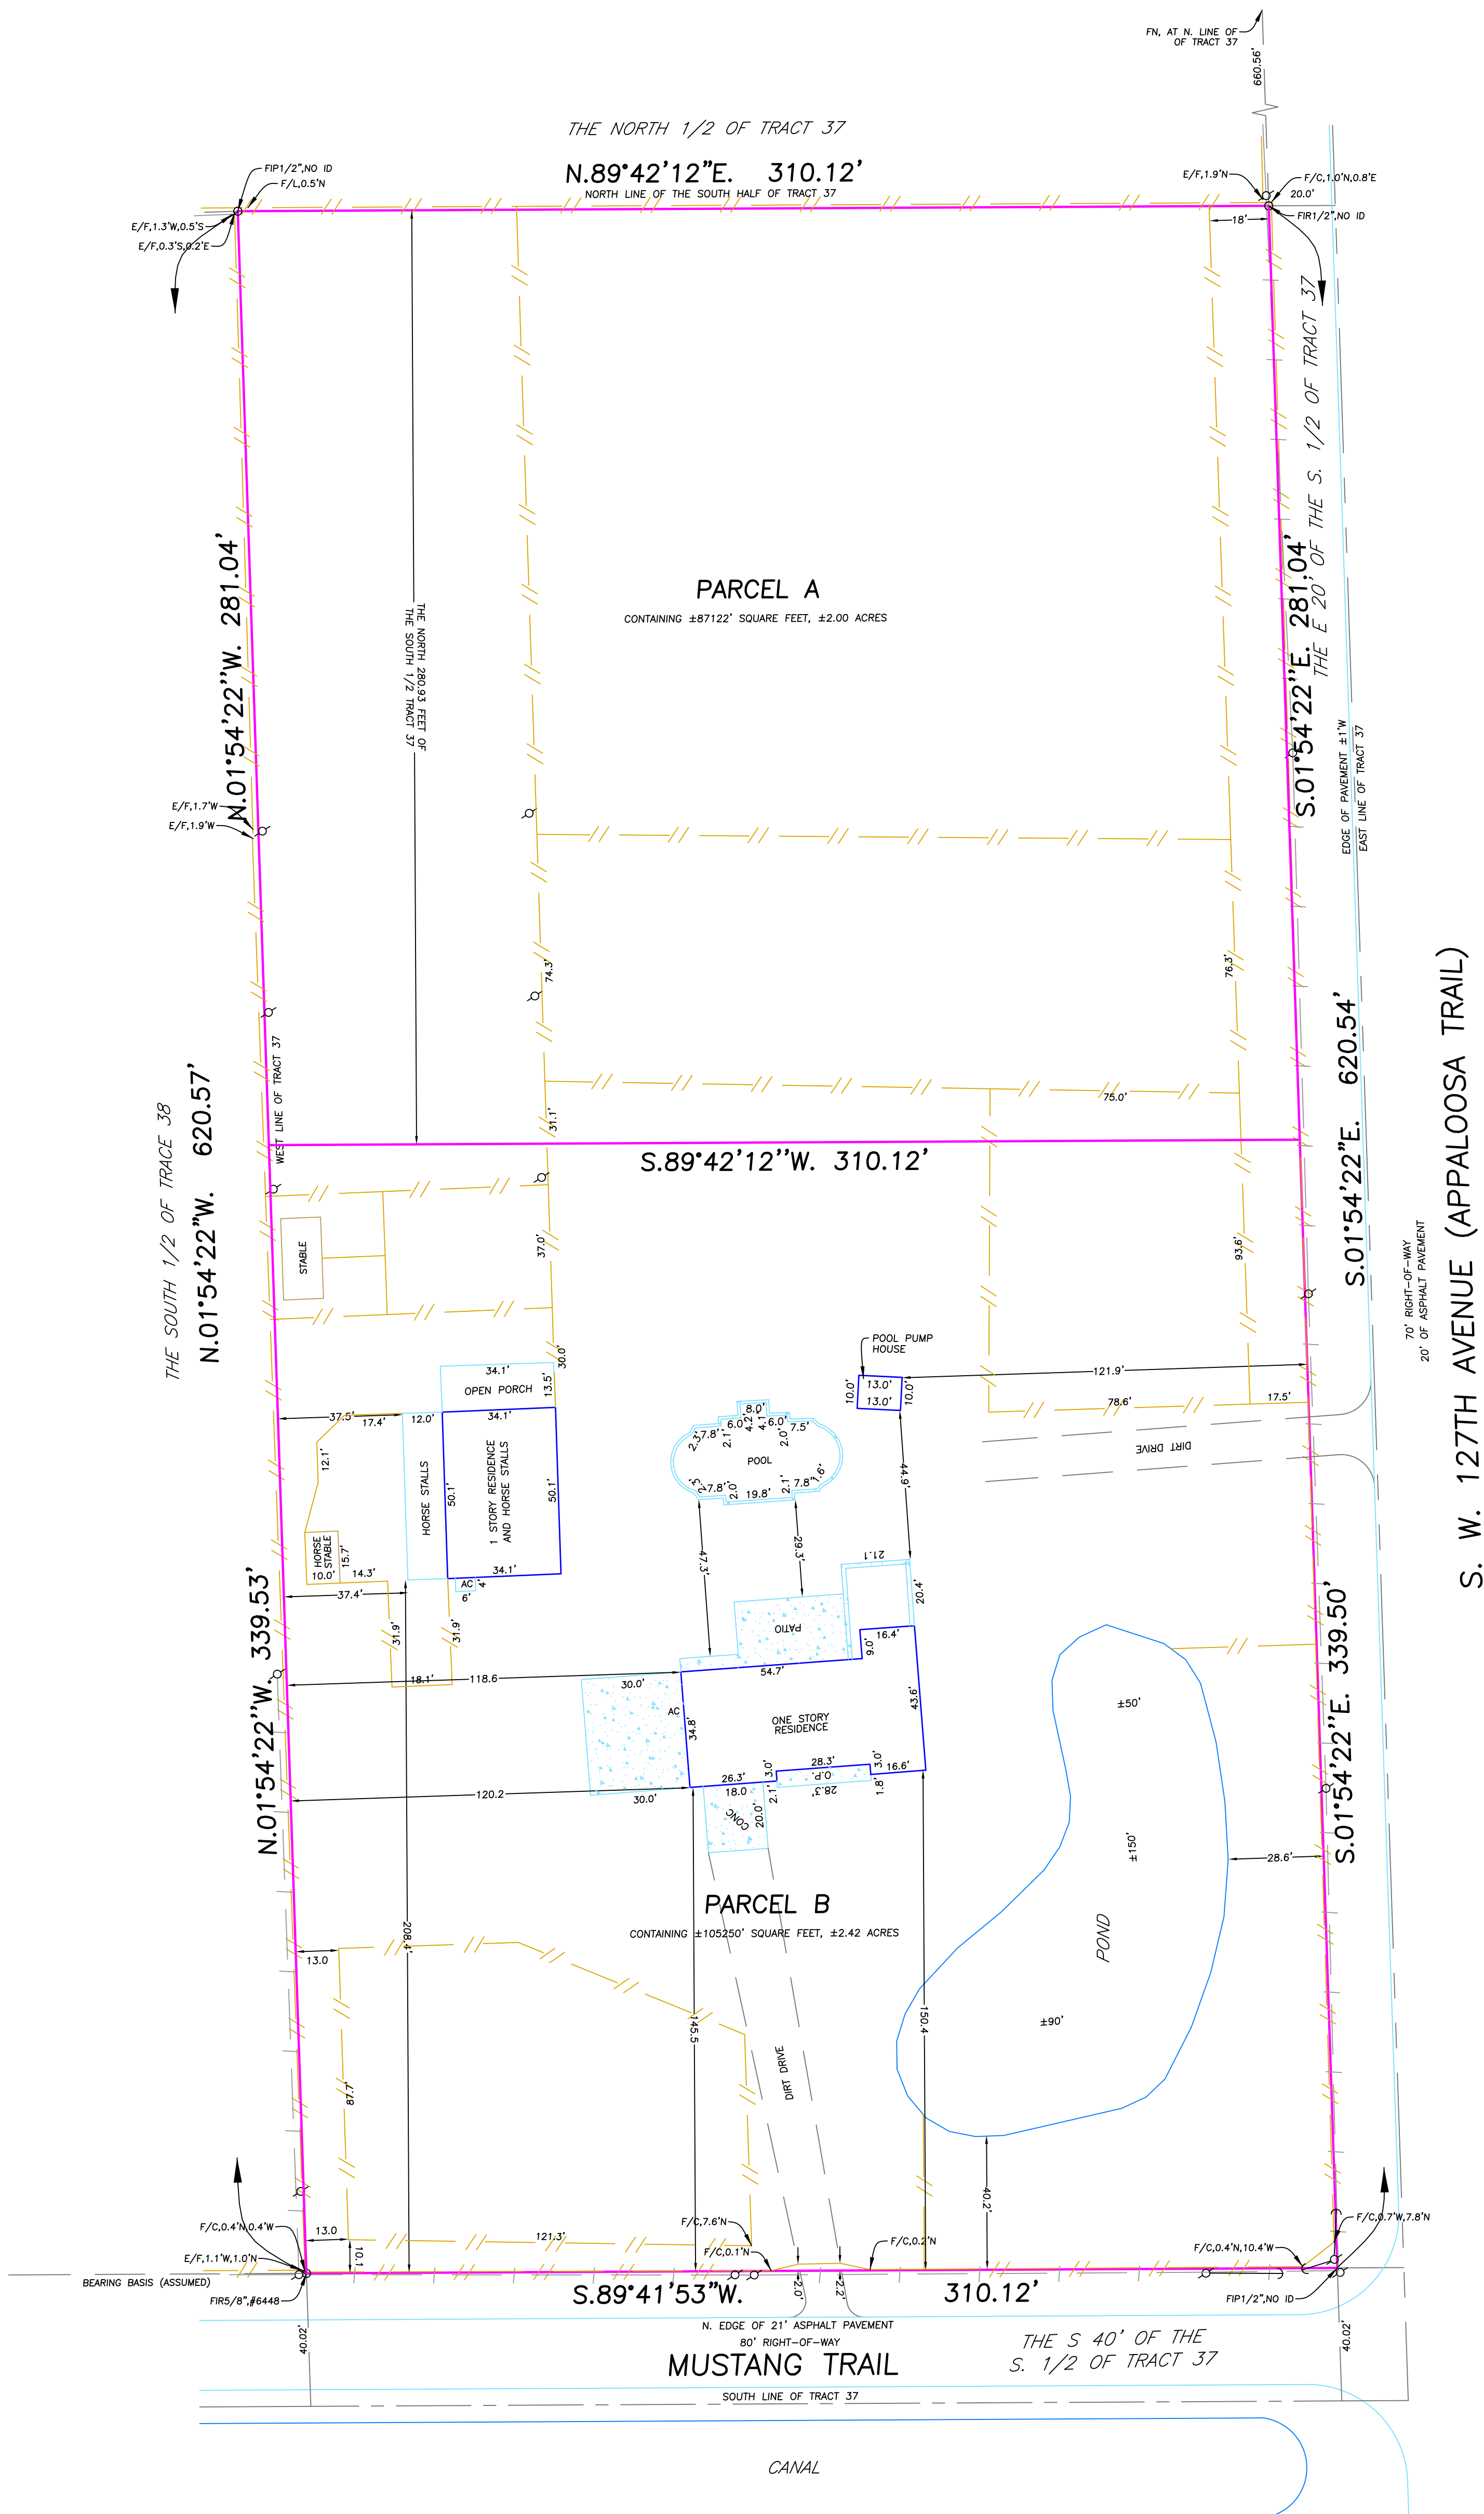 FN, AT N. LINE OF
OF TRACT 37
660.56'
THE NORTH 1/2 OF TRACT 37
N.89°42'12"E. 310.12'
NORTH LINE OF THE SOUTH HALF OF TRACT 37
FIP1/2",NO ID
F/L,0.5'N
E/F,1.3'W,0.5'S
E/F,0.3'S,0.2'E
E/F,1.9'N
F/C,1.0'N,0.8'E
20.0'
FIR1/2",NO ID
18'
THE E 20' OF THE S. 1/2 OF TRACT 37
N.01°54'22"W. 281.04'
S.01°54'22"E. 281.04'
PARCEL A
CONTAINING ±87122' SQUARE FEET, ±2.00 ACRES
THE NORTH 280.93 FEET OF
THE SOUTH 1/2 TRACT 37
E/F,1.7'W
E/F,1.9'W
EDGE OF PAVEMENT ±1'W
EAST LINE OF TRACT 37
74.3'
76.3'
WEST LINE OF TRACT 37
31.1'
75.0'
THE SOUTH 1/2 OF TRACE 38
N.01°54'22"W. 620.57'
S.01°54'22"E. 620.54'
S.89°42'12"W. 310.12'
70' RIGHT-OF-WAY
20' OF ASPHALT PAVEMENT
S. W. 127TH AVENUE (APPALOOSA TRAIL)
STABLE
37.0'
93.6'
30.0'
POOL PUMP
HOUSE
121.9'
10.0'
13.0'
13.0'
10.0'
34.1'
OPEN PORCH
13.5'
37.5'
17.4'
12.0'
34.1'
12.1'
HORSE STALLS
50.1'
1 STORY RESIDENCE
AND HORSE STALLS
50.1'
8.0'
6.0'
4.2'
4.1'
6.0'
2.3'
7.8'
2.1'
2.0'
7.5'
POOL
2.3'
7.8'
2.0'
19.8'
2.1'
7.8'
1.6'
78.6'
17.5'
DIRT DRIVE
44.9'
HORSE
STABLE
15.7'
10.0'
14.3'
37.4'
34.1'
AC
4'
6'
47.3'
29.3'
21.1
20.4'
31.9'
31.9'
18.1'
118.6
PATIO
16.4'
9.0'
54.7'
30.0'
AC
34.8'
ONE STORY
RESIDENCE
43.6'
28.3'
3.0'
3.0'
26.3'
16.6'
O.P.
28.3'
1.8'
2.1'
18.0
20.0'
CONC
30.0'
120.2
N.01°54'22"W. 339.53'
S.01°54'22"E. 339.50'
±50'
±150'
28.6'
POND
±90'
PARCEL B
CONTAINING ±105250' SQUARE FEET, ±2.42 ACRES
208.4'
13.0
145.5
150.4
87.7'
DIRT DRIVE
40.2'
13.0
121.3'
10.1
F/C,0.4'N,0.4'W
E/F,1.1'W,1.0'N
F/C,7.6'N
F/C,0.1'N
F/C,0.2'N
F/C,0.4'N,10.4'W
F/C,0.7'W,7.8'N
BEARING BASIS (ASSUMED)
FIR5/8",#6448
S.89°41'53"W. 310.12'
2.0'
2.2'
FIP1/2",NO ID
40.02'
40.02'
N. EDGE OF 21' ASPHALT PAVEMENT
80' RIGHT-OF-WAY
MUSTANG TRAIL
THE S 40' OF THE
S. 1/2 OF TRACT 37
SOUTH LINE OF TRACT 37
CANAL